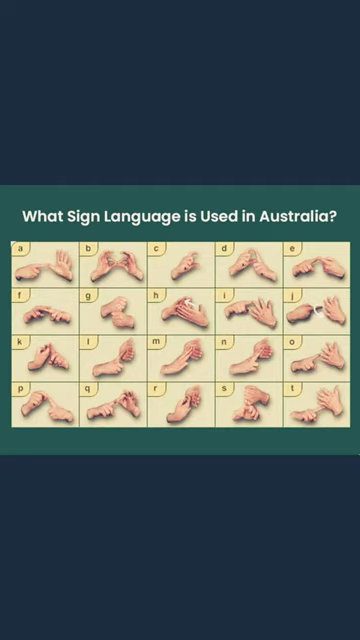 What Sign Language is Used in Australia?
a b c d e
f g h i j
k l m n o
p q r s t